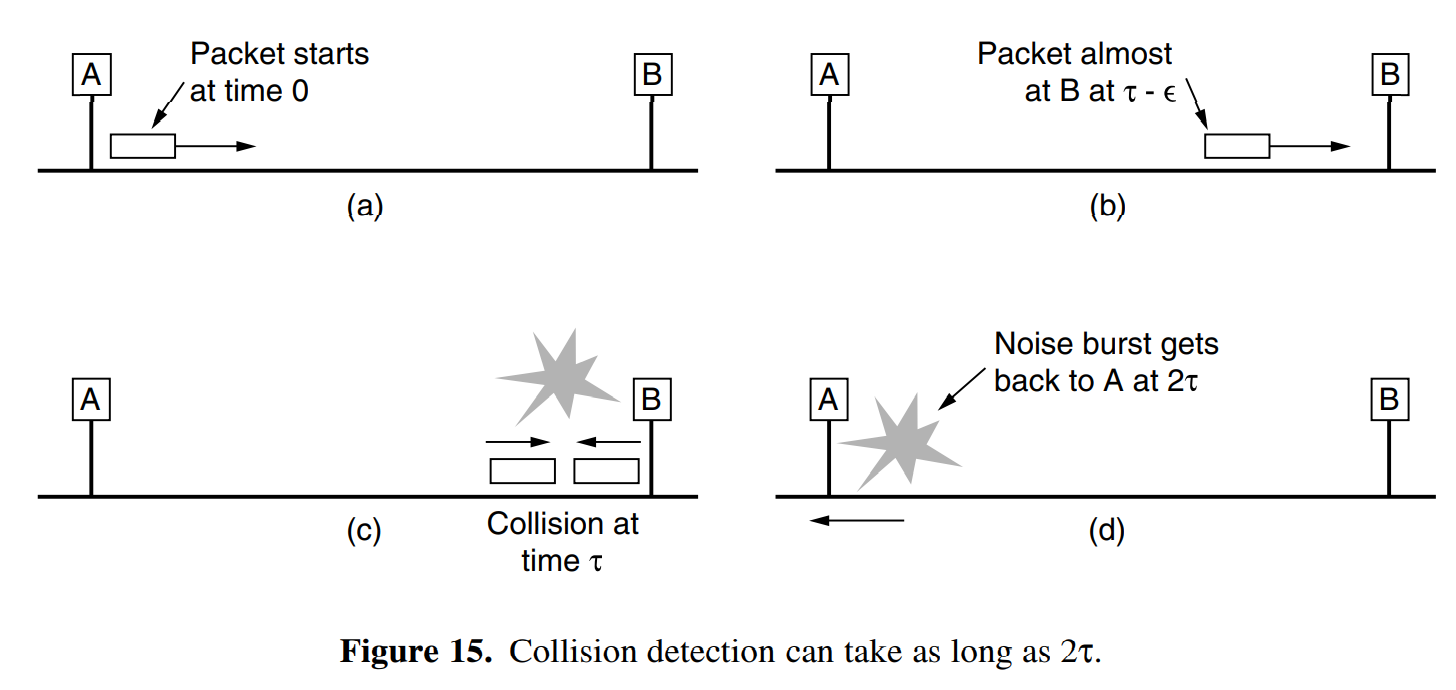 A
Packet starts
at time 0
B
(a)
A
Packet almost
at B at τ - ϵ
B
(b)
A
B
(c)
Collision at
time τ
A
Noise burst gets
back to A at 2τ
B
(d)
Figure 15. Collision detection can take as long as 2τ.